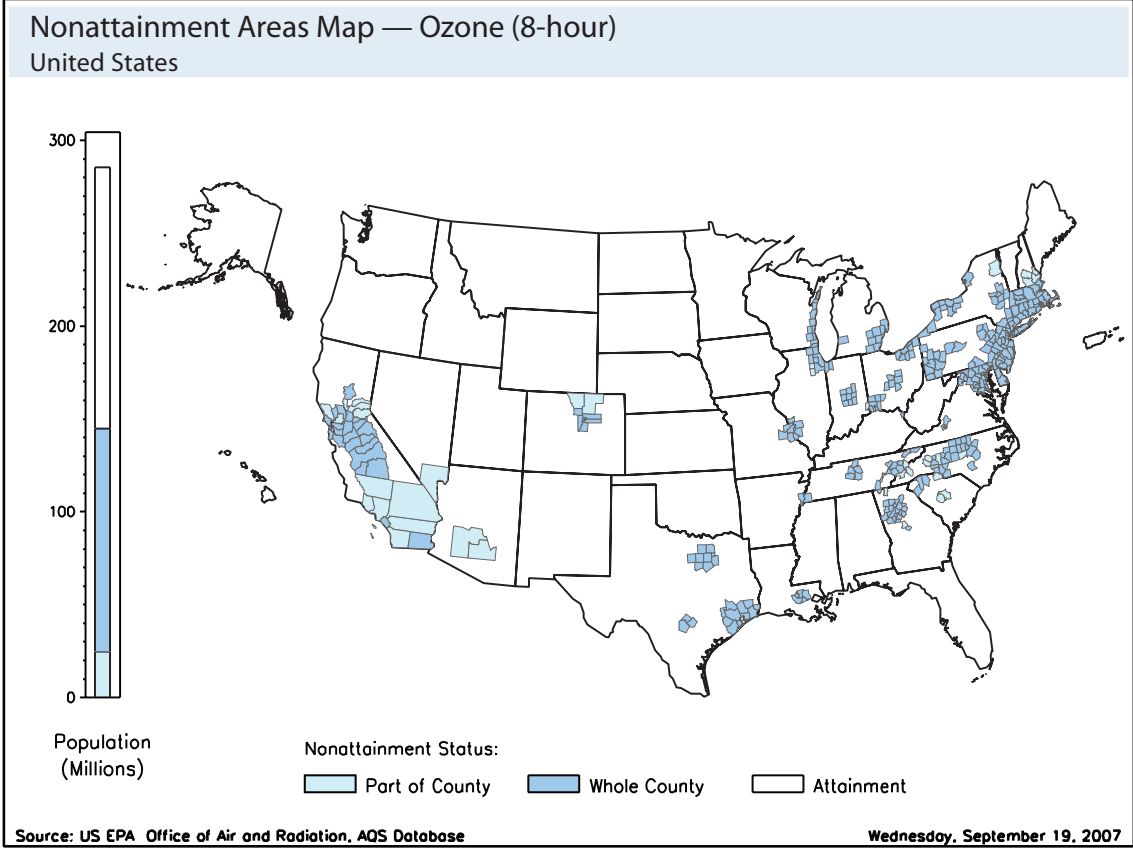 Nonattainment Areas Map — Ozone (8-hour)
United States
300
200
100
0
Population
(Millions)
Nonattainment Status:
Part of County
Whole County
Attainment
Source: US EPA Office of Air and Radiation, AQS Database
Wednesday, September 19, 2007